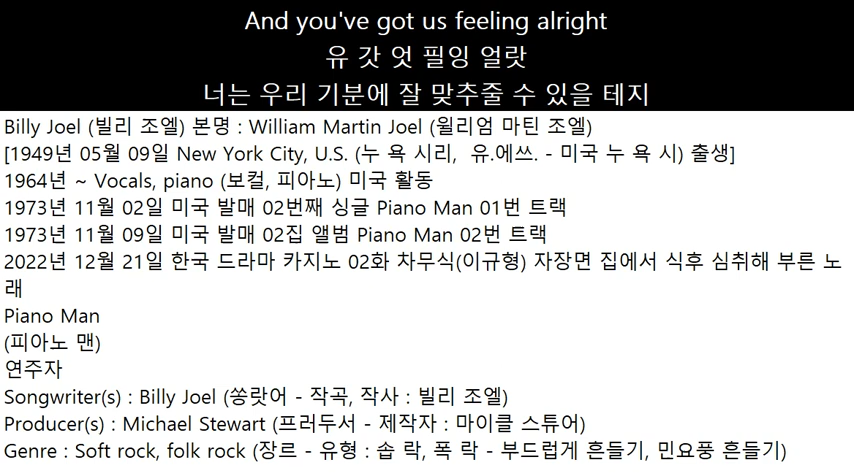 And you've got us feeling alright
유 갓 엇 필잉 얼랏
너는 우리 기분에 잘 맞추줄 수 있을 테지
Billy Joel (빌리 조엘) 본명 : William Martin Joel (윌리엄 마틴 조엘)
[1949년 05월 09일 New York City, U.S. (누 욕 시리,  유.에쓰. - 미국 누 욕 시) 출생]
1964년 ~ Vocals, piano (보컬, 피아노) 미국 활동
1973년 11월 02일 미국 발매 02번째 싱글 Piano Man 01번 트랙
1973년 11월 09일 미국 발매 02집 앨범 Piano Man 02번 트랙
2022년 12월 21일 한국 드라마 카지노 02화 차무식(이규형) 자장면 집에서 식후 심취해 부른 노
래
Piano Man
(피아노 맨)
연주자
Songwriter(s) : Billy Joel (쏭랏어 - 작곡, 작사 : 빌리 조엘)
Producer(s) : Michael Stewart (프러두서 - 제작자 : 마이클 스튜어)
Genre : Soft rock, folk rock (장르 - 유형 : 솝 락, 폭 락 - 부드럽게 흔들기, 민요풍 흔들기)